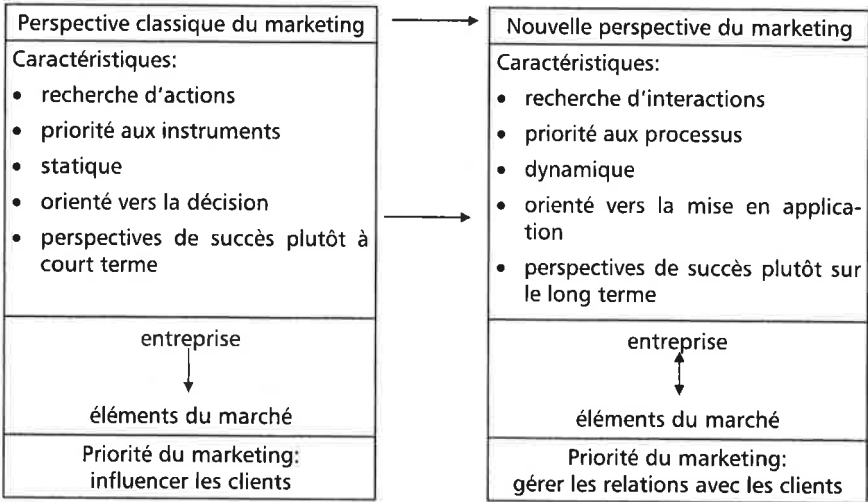 Perspective classique du marketing
Caractéristiques:
• recherche d'actions
• priorité aux instruments
• statique
• orienté vers la décision
• perspectives de succès plutôt à
court terme
entreprise
éléments du marché
Priorité du marketing:
influencer les clients
Nouvelle perspective du marketing
Caractéristiques:
• recherche d'interactions
• priorité aux processus
• dynamique
• orienté vers la mise en applica-
tion
• perspectives de succès plutôt sur
le long terme
entreprise
éléments du marché
Priorité du marketing:
gérer les relations avec les clients